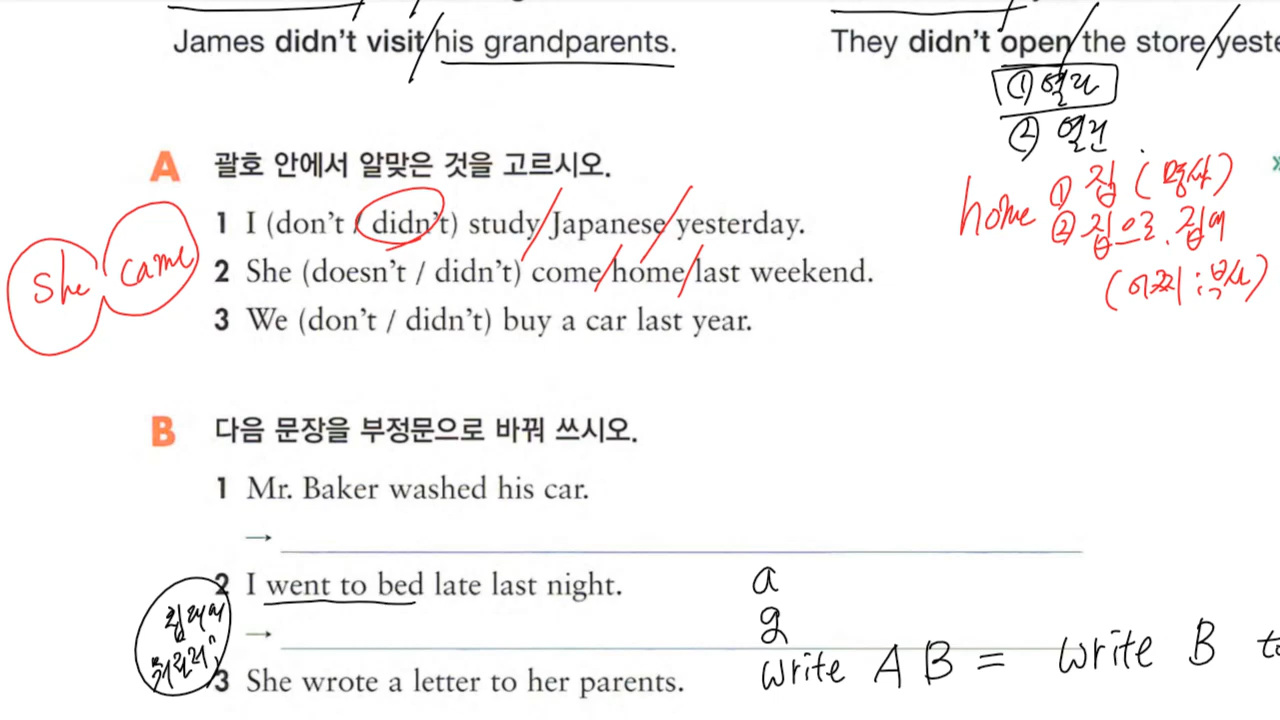 James didn't visit his grandparents.
They didn't open the store yeste
① 열다
② 열린
A 괄호 안에서 알맞은 것을 고르시오.
home ① 집 (명사)
② 집으로, 집에
(어찌 : 부사)
1 I (don't / didn't) study Japanese yesterday.
She came
2 She (doesn't / didn't) come home last weekend.
3 We (don't / didn't) buy a car last year.
B 다음 문장을 부정문으로 바꿔 쓰시오.
1 Mr. Baker washed his car.
→
2 I went to bed late last night.
→
a
write A B = write B to
3 She wrote a letter to her parents.